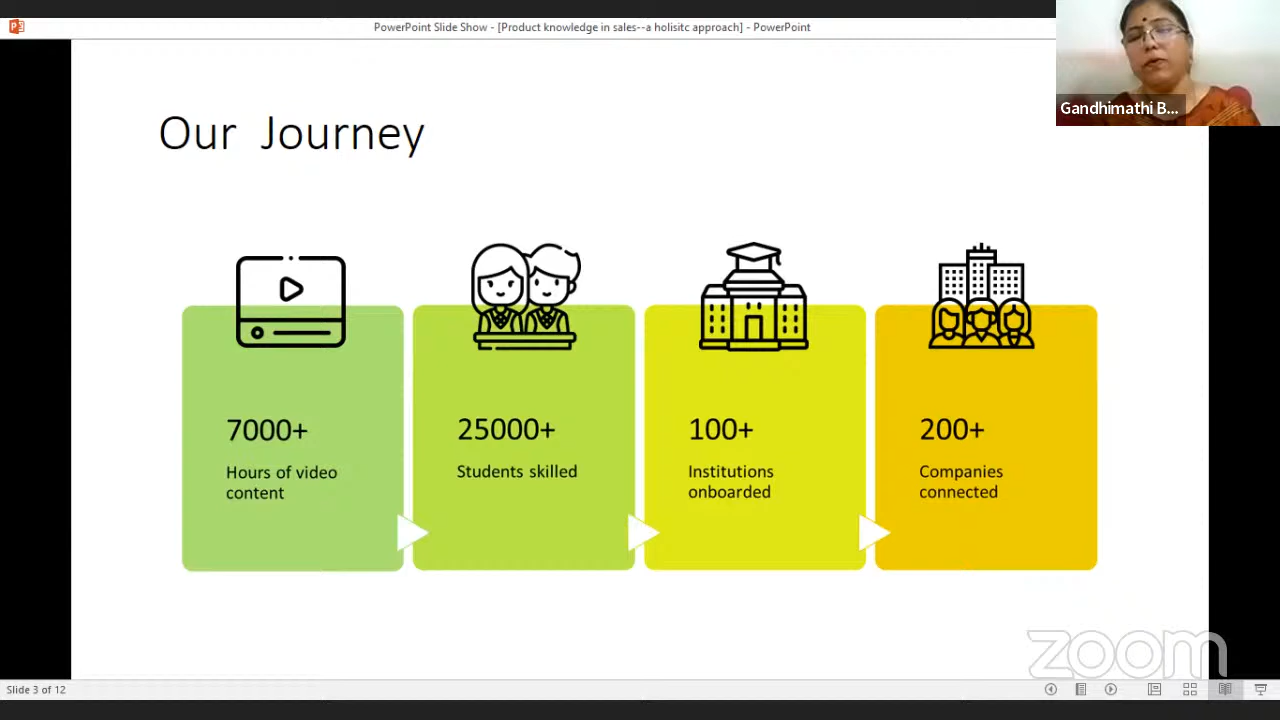 PowerPoint Slide Show - [Product knowledge in sales--a holisitc approach] - PowerPoint
Gandhimathi B...
Our Journey
7000+
Hours of video
content
25000+
Students skilled
100+
Institutions
onboarded
200+
Companies
connected
zoom
Slide 3 of 12